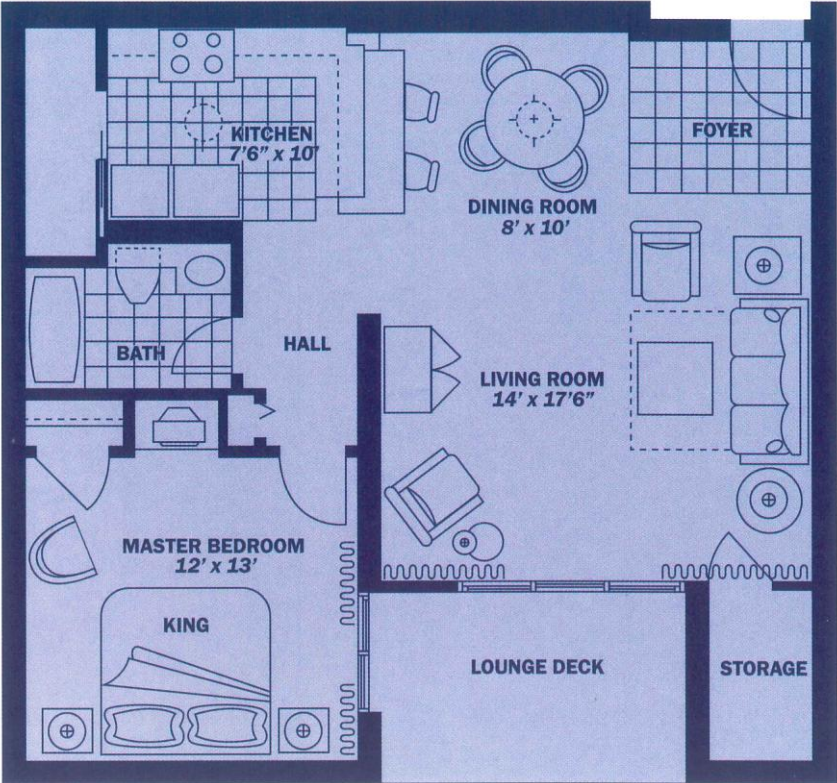 KITCHEN
7'6" x 10'
FOYER
DINING ROOM
8' x 10'
BATH
HALL
LIVING ROOM
14' x 17'6"
MASTER BEDROOM
12' x 13'
KING
LOUNGE DECK
STORAGE